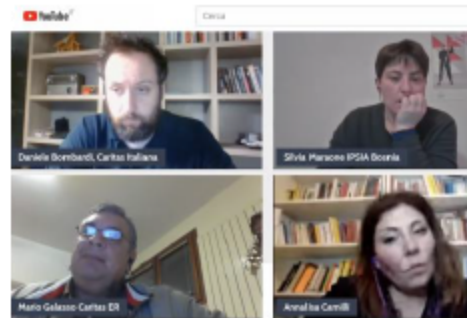 YouTube
Cerca
Daniele Bombardi, Caritas Italiana
Silvia Maraone IPSIA Bosnia
Mario Galasso Caritas ER
Annalisa Camilli